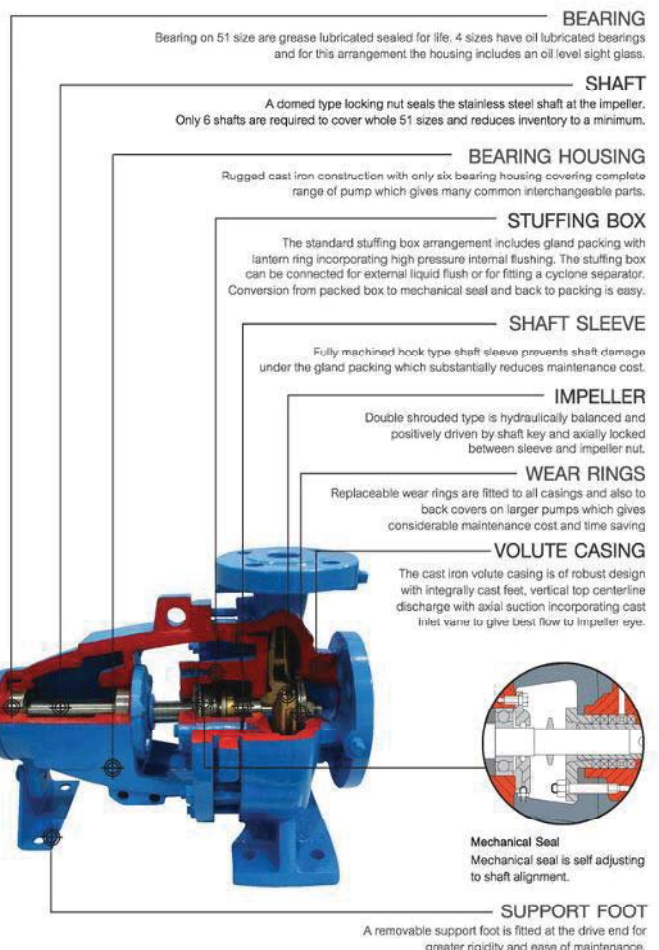 BEARING
Bearing on 51 size are grease lubricated sealed for life. 4 sizes have oil lubricated bearings
and for this arrangement the housing includes an oil level sight glass.
SHAFT
A domed type locking nut seals the stainless steel shaft at the impeller.
Only 6 shafts are required to cover whole 51 sizes and reduces inventory to a minimum.
BEARING HOUSING
Rugged cast iron construction with only six bearing housing covering complete
range of pump which gives many common interchangeable parts.
STUFFING BOX
The standard stuffing box arrangement includes gland packing with
lantern ring incorporating high pressure internal flushing. The stuffing box
can be connected for external liquid flush or for fitting a cyclone separator.
Conversion from packed box to mechanical seal and back to packing is easy.
SHAFT SLEEVE
Fully machined hook type shaft sleeve prevents shaft damage
under the gland packing which substantially reduces maintenance cost.
IMPELLER
Double shrouded type is hydraulically balanced and
positively driven by shaft key and axially locked
between sleeve and impeller nut.
WEAR RINGS
Replaceable wear rings are fitted to all casings and also to
back covers on larger pumps which gives
considerable maintenance cost and time saving
VOLUTE CASING
The cast iron volute casing is of robust design
with integrally cast feet, vertical top centerline
discharge with axial suction incorporating cast
Inlet vane to give best flow to Impeller eye.
Mechanical Seal
Mechanical seal is self adjusting
to shaft alignment.
SUPPORT FOOT
A removable support foot is fitted at the drive end for
greater rigidity and ease of maintenance.